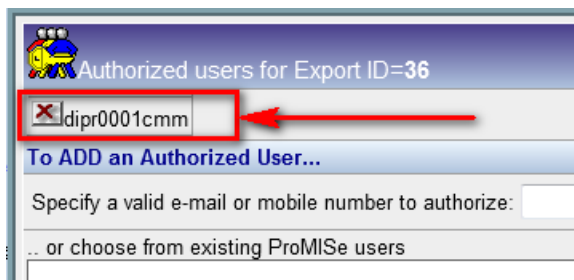 Authorized users for Export ID=36
dipr0001cmm
To ADD an Authorized User...
Specify a valid e-mail or mobile number to authorize:
.. or choose from existing ProMISe users